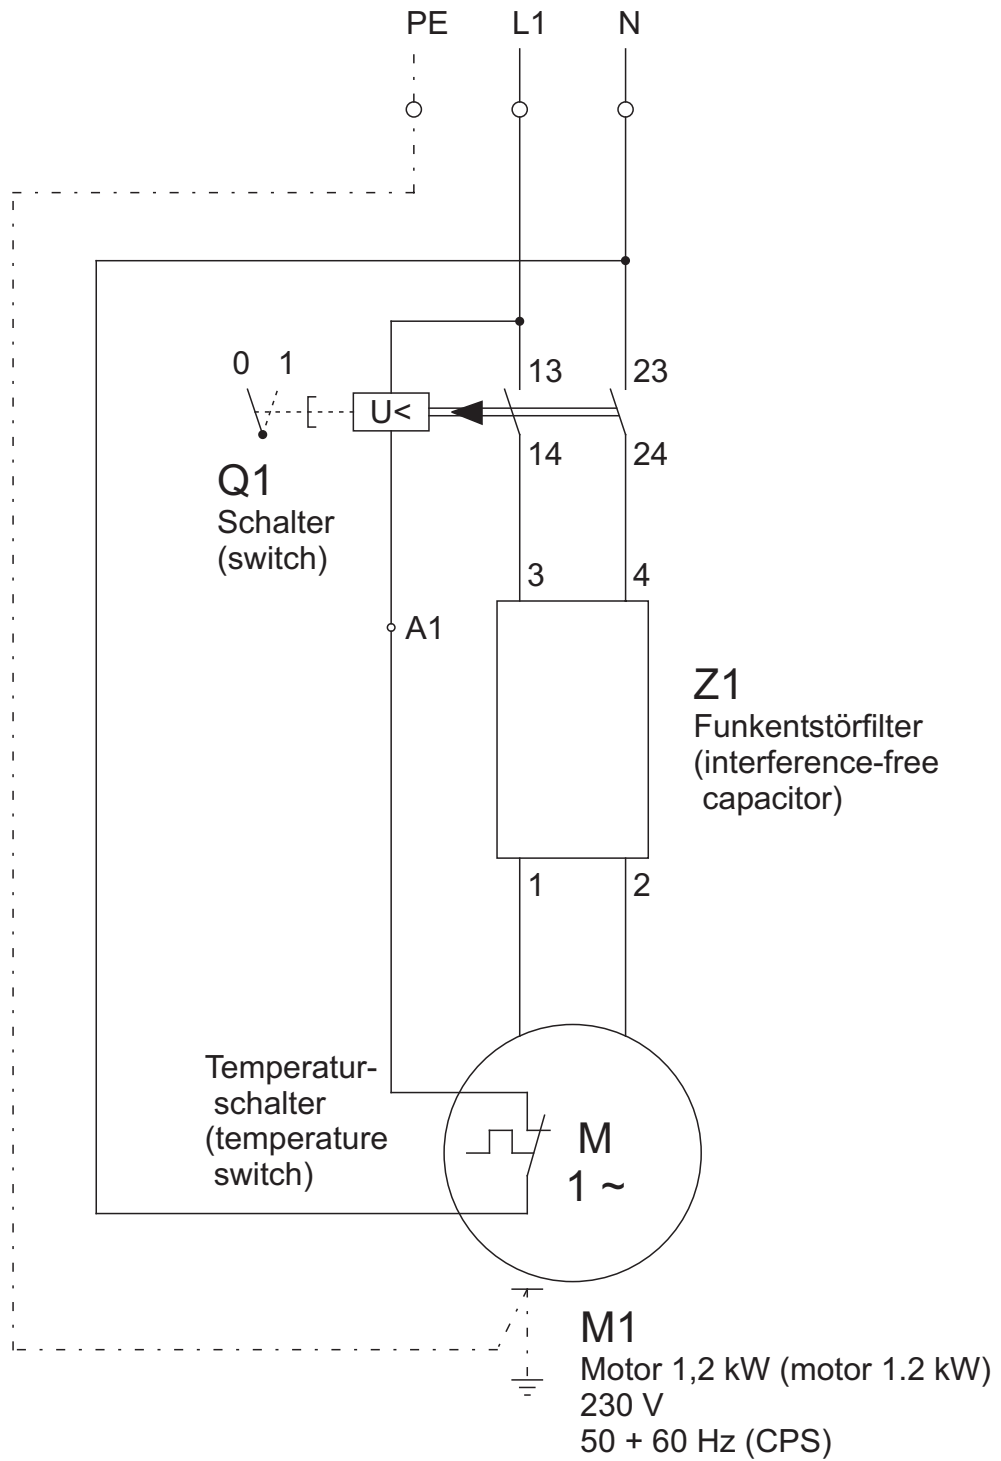 PE L1 N
0 1
13 23
U<
14 24
Q1
Schalter
(switch)
3 4
A1
Z1
Funkentstörfilter
(interference-free
capacitor)
1 2
Temperatur-
schalter
(temperature
switch)
M
1 ~
M1
Motor 1,2 kW (motor 1.2 kW)
230 V
50 + 60 Hz (CPS)